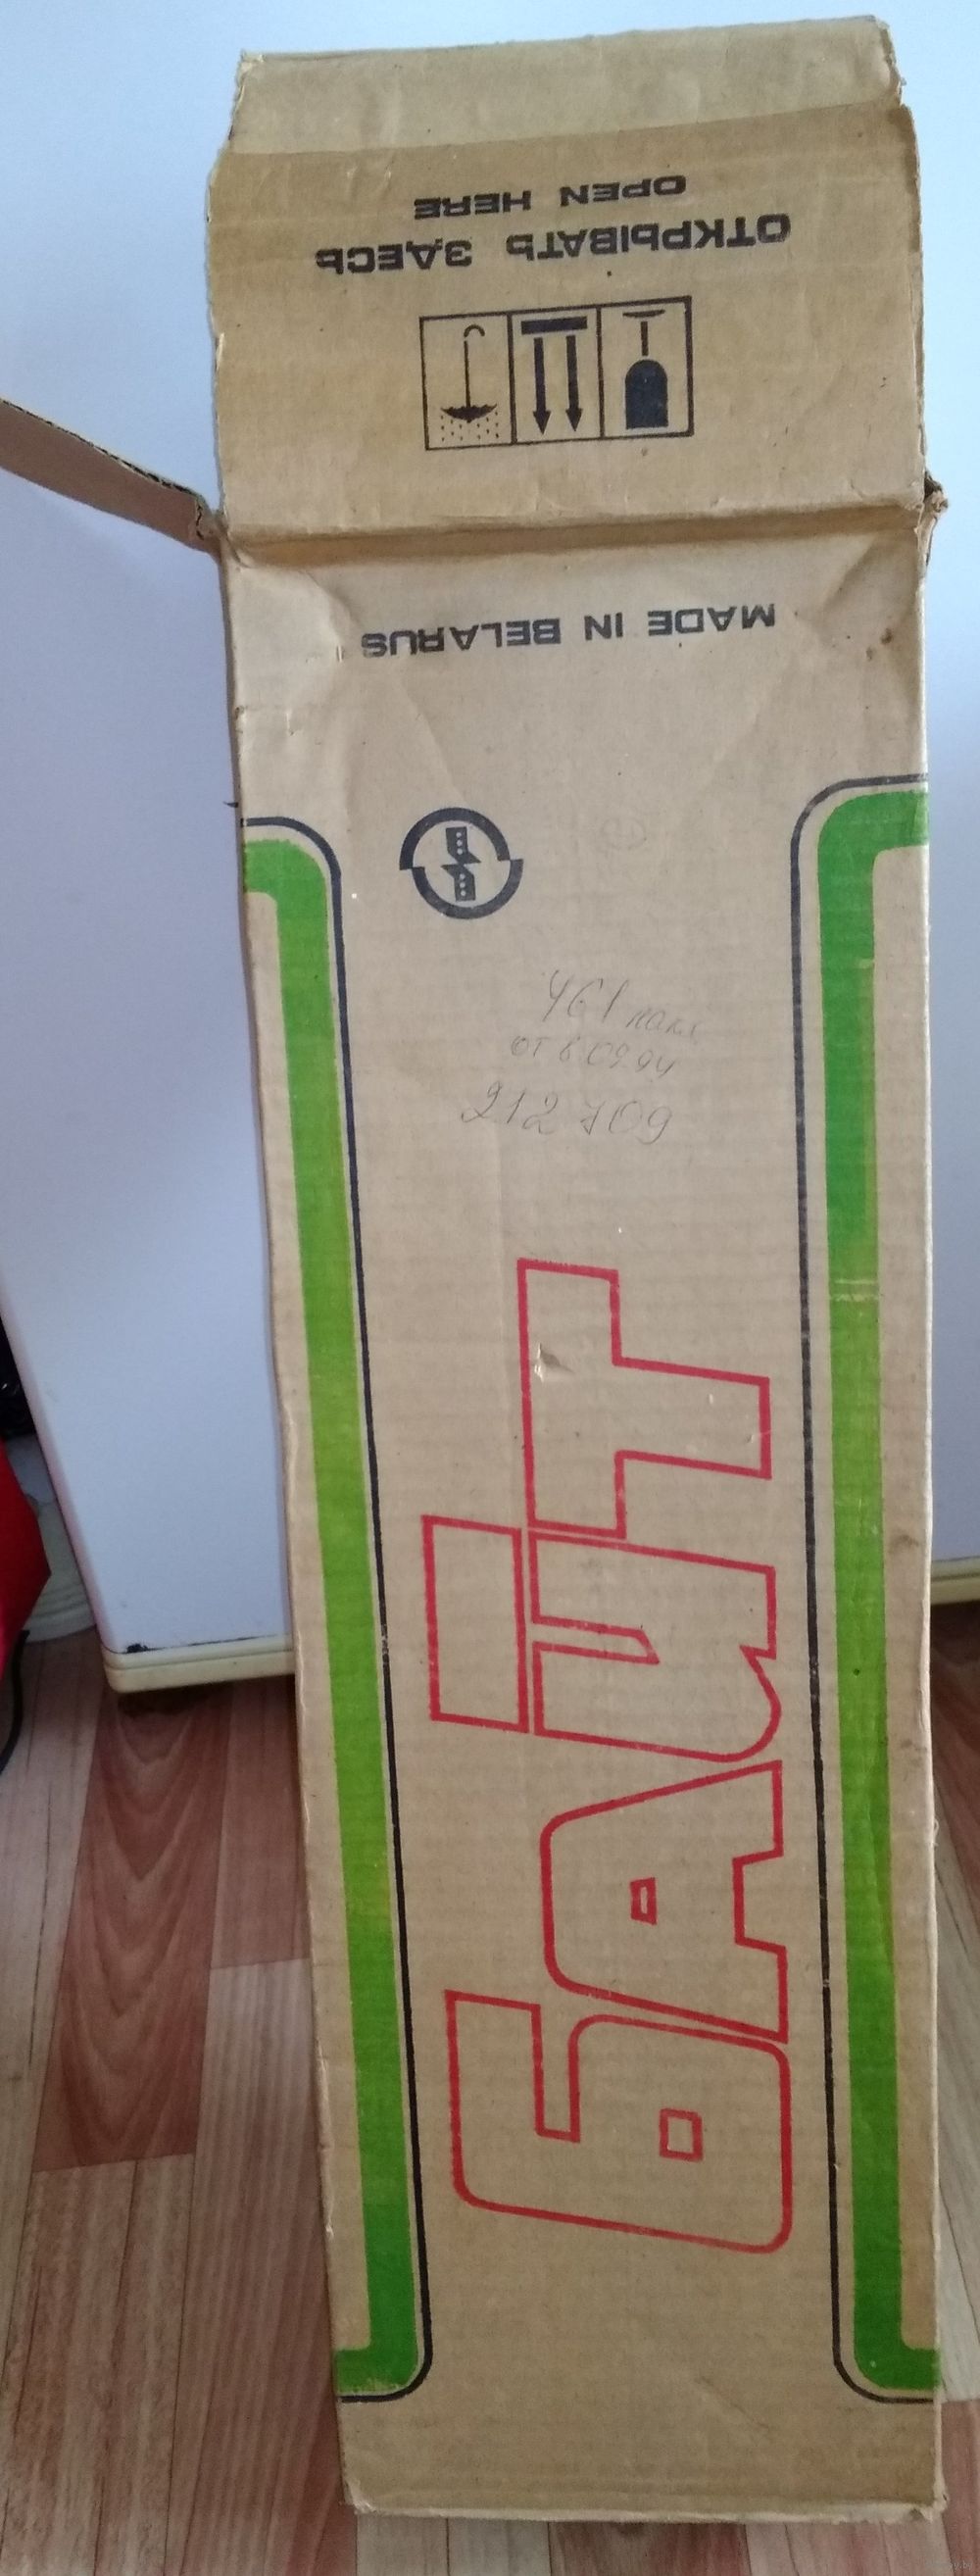 OPEN HERE
ОТКРЫВАТЬ ЗДЕСЬ
MADE IN BELARUS
461
от 6.09.94
212709
БАЙТ